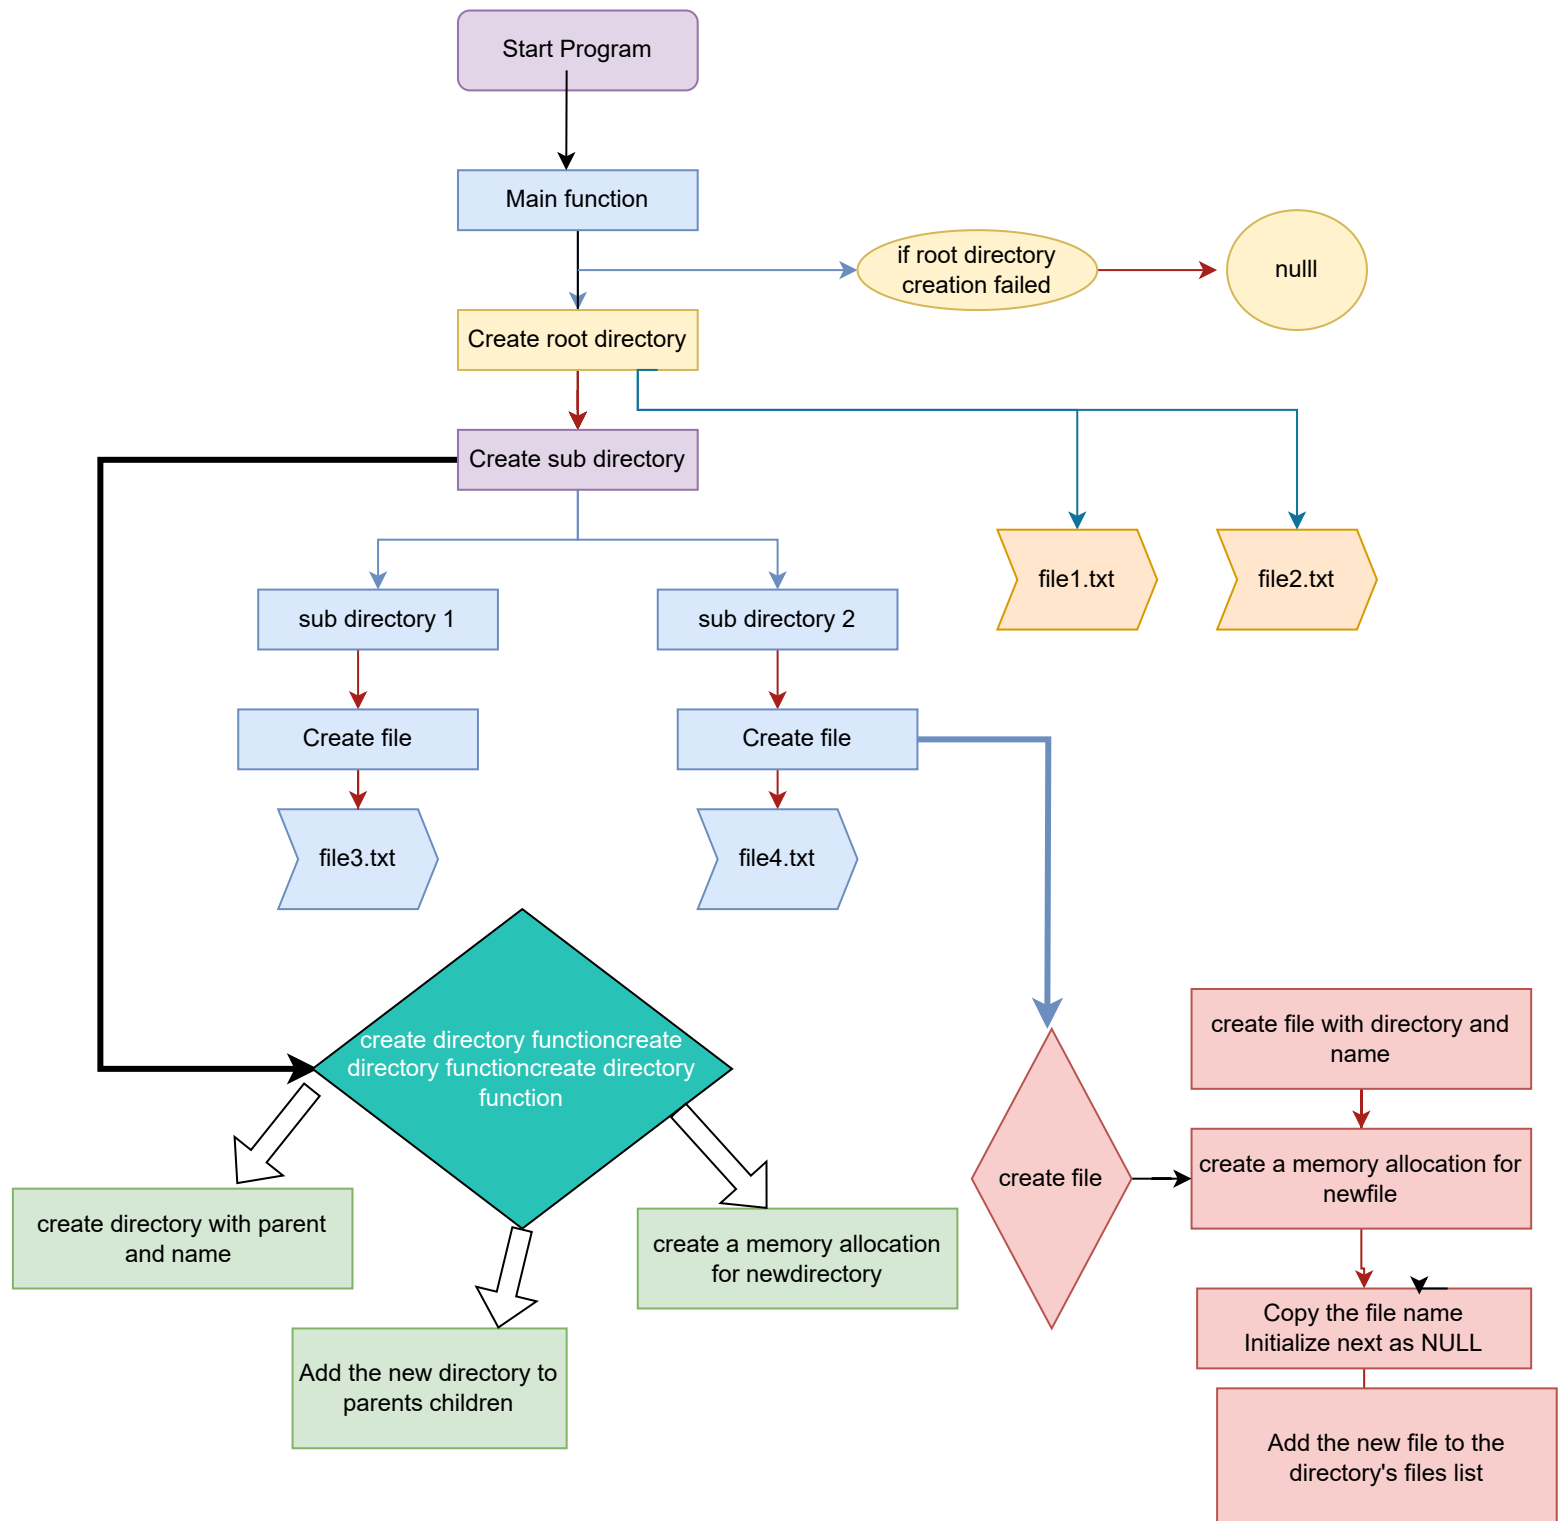 Start Program
Main function
if root directory
creation failed
nulll
Create root directory
Create sub directory
file1.txt
file2.txt
sub directory 1
sub directory 2
Create file
Create file
file3.txt
file4.txt
create directory functioncreate
directory functioncreate directory
function
create file with directory and
name
create file
create a memory allocation for
newfile
create directory with parent
and name
create a memory allocation
for newdirectory
Copy the file name
Initialize next as NULL
Add the new directory to
parents children
Add the new file to the
directory's files list